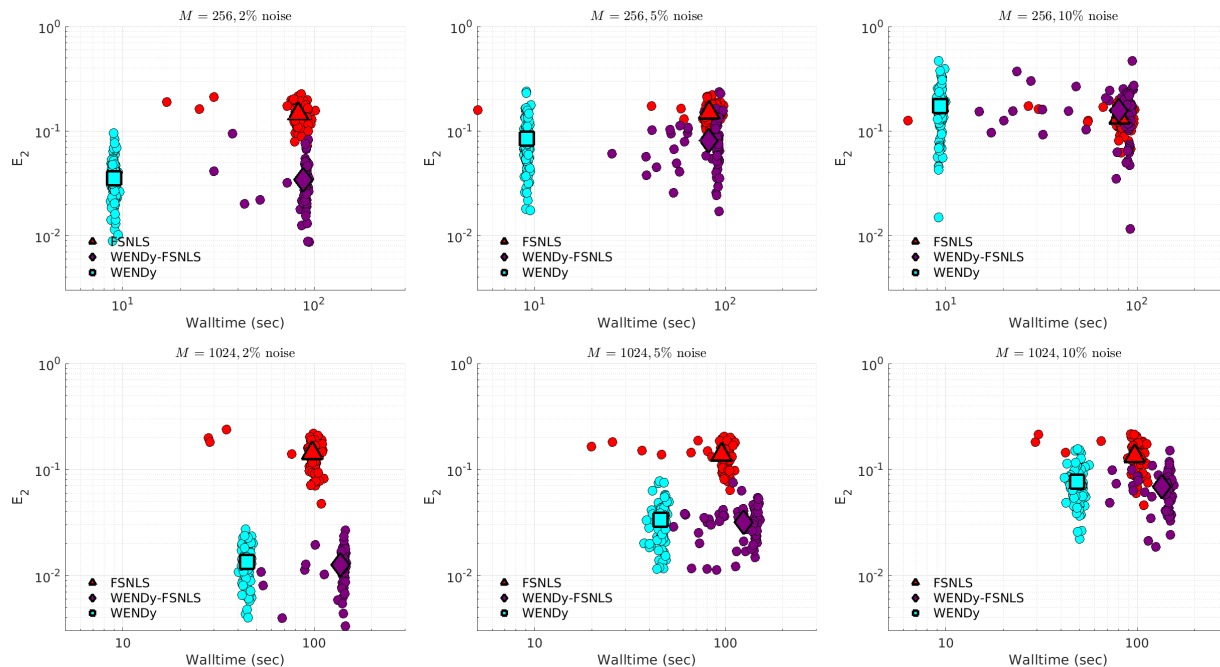 M = 256, 2% noise
10^0
10^-1
E_2
10^-2
FSNLS
WENDy-FSNLS
WENDy
10^1
10^2
Walltime (sec)
M = 256, 5% noise
10^0
10^-1
E_2
10^-2
FSNLS
WENDy-FSNLS
WENDy
10^1
10^2
Walltime (sec)
M = 256, 10% noise
10^0
10^-1
E_2
10^-2
FSNLS
WENDy-FSNLS
WENDy
10^1
10^2
Walltime (sec)
M = 1024, 2% noise
10^0
10^-1
E_2
10^-2
FSNLS
WENDy-FSNLS
WENDy
10
100
Walltime (sec)
M = 1024, 5% noise
10^0
10^-1
E_2
10^-2
FSNLS
WENDy-FSNLS
WENDy
10
100
Walltime (sec)
M = 1024, 10% noise
10^0
10^-1
E_2
10^-2
FSNLS
WENDy-FSNLS
WENDy
10
100
Walltime (sec)